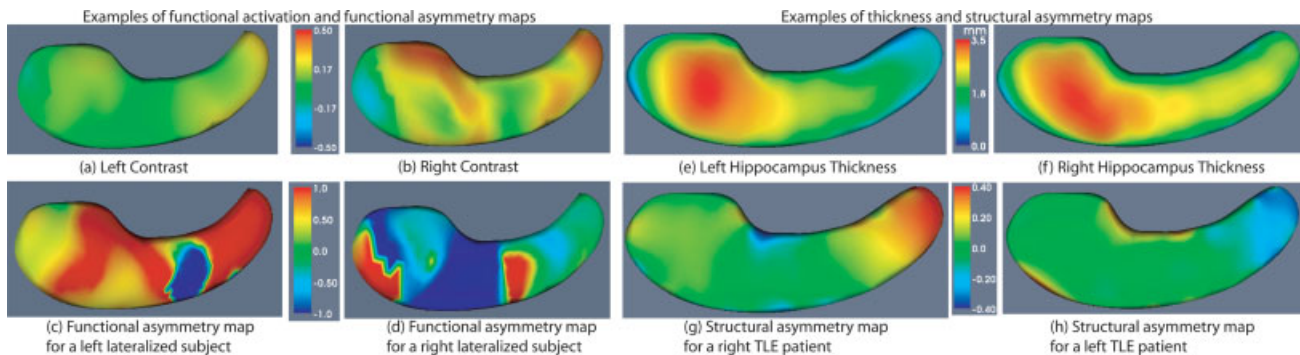 Examples of functional activation and functional asymmetry maps
Examples of thickness and structural asymmetry maps
0.50
0.17
-0.17
-0.50
mm
3.5
1.8
0.0
(a) Left Contrast
(b) Right Contrast
(e) Left Hippocampus Thickness
(f) Right Hippocampus Thickness
1.0
0.50
0.0
-0.50
-1.0
0.40
0.20
0.0
-0.20
-0.40
(c) Functional asymmetry map
for a left lateralized subject
(d) Functional asymmetry map
for a right lateralized subject
(g) Structural asymmetry map
for a right TLE patient
(h) Structural asymmetry map
for a left TLE patient